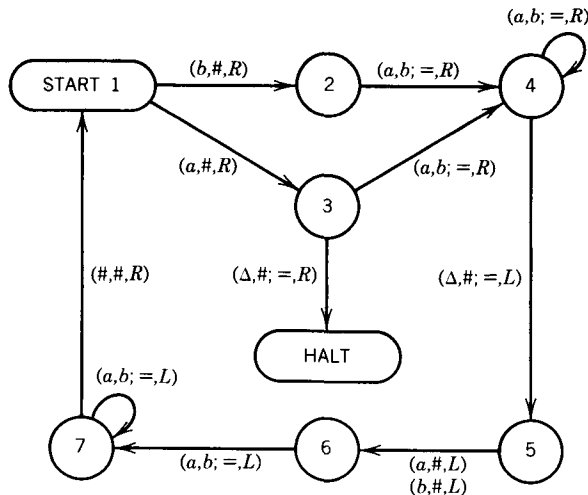 (a,b; =,R)
START 1
(b,#,R)
2
(a,b; =,R)
4
(a,#,R)
(a,b; =,R)
3
(#,#,R)
(Δ,#; =,R)
(Δ,#; =,L)
HALT
(a,b; =,L)
7
(a,b; =,L)
6
(a,#,L)
(b,#,L)
5